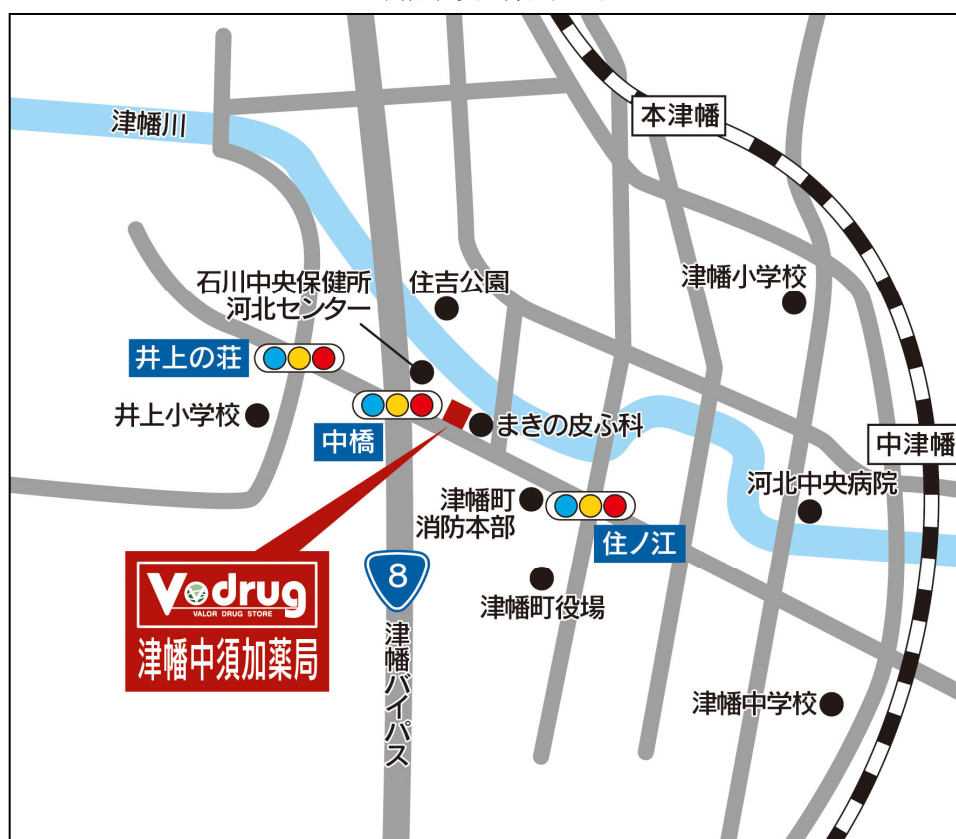 本津幡
津幡川
石川中央保健所
河北センター
住吉公園
津幡小学校
井上の荘
井上小学校
中橋
まきの皮ふ科
中津幡
河北中央病院
津幡町
消防本部
住ノ江
8
津幡町役場
V・drug
VALOR DRUG STORE
津幡中須加薬局
津幡バイパス
津幡中学校